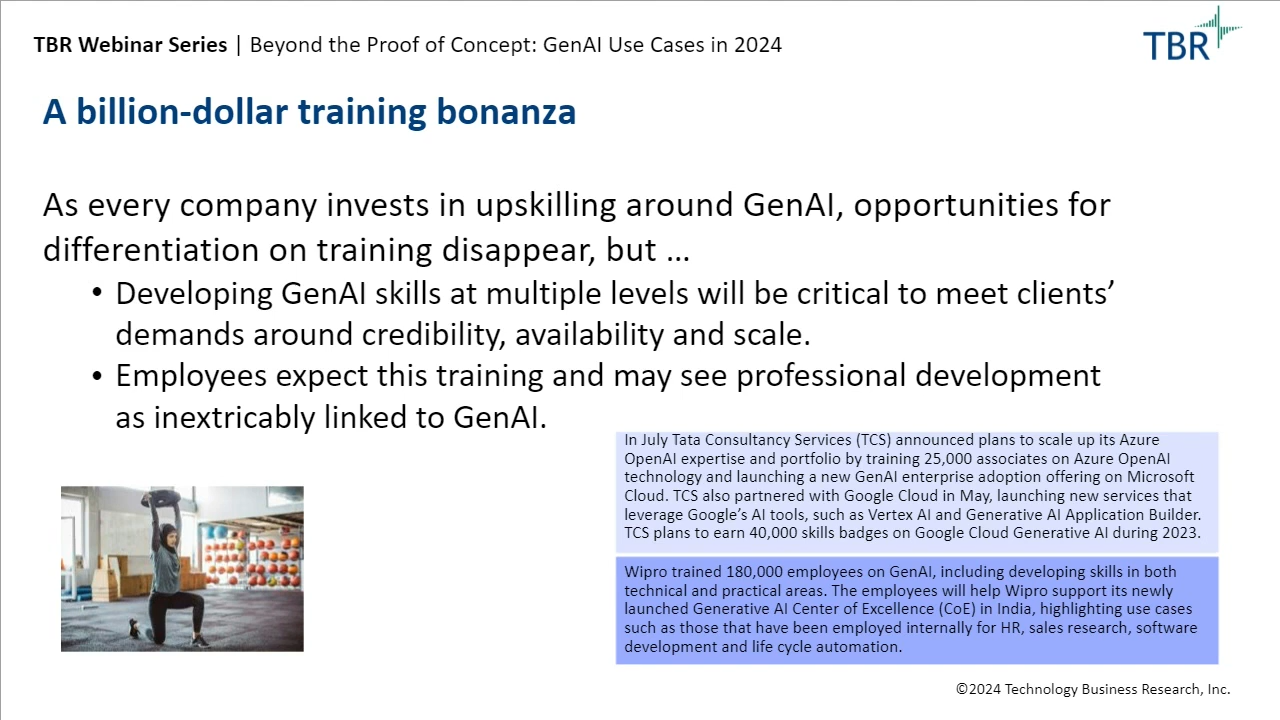 TBR Webinar Series | Beyond the Proof of Concept: GenAI Use Cases in 2024
TBR
A billion-dollar training bonanza
As every company invests in upskilling around GenAI, opportunities for
differentiation on training disappear, but …
• Developing GenAI skills at multiple levels will be critical to meet clients’
demands around credibility, availability and scale.
• Employees expect this training and may see professional development
as inextricably linked to GenAI.
In July Tata Consultancy Services (TCS) announced plans to scale up its Azure
OpenAI expertise and portfolio by training 25,000 associates on Azure OpenAI
technology and launching a new GenAI enterprise adoption offering on Microsoft
Cloud. TCS also partnered with Google Cloud in May, launching new services that
leverage Google’s AI tools, such as Vertex AI and Generative AI Application Builder.
TCS plans to earn 40,000 skills badges on Google Cloud Generative AI during 2023.
Wipro trained 180,000 employees on GenAI, including developing skills in both
technical and practical areas. The employees will help Wipro support its newly
launched Generative AI Center of Excellence (CoE) in India, highlighting use cases
such as those that have been employed internally for HR, sales research, software
development and life cycle automation.
©2024 Technology Business Research, Inc.